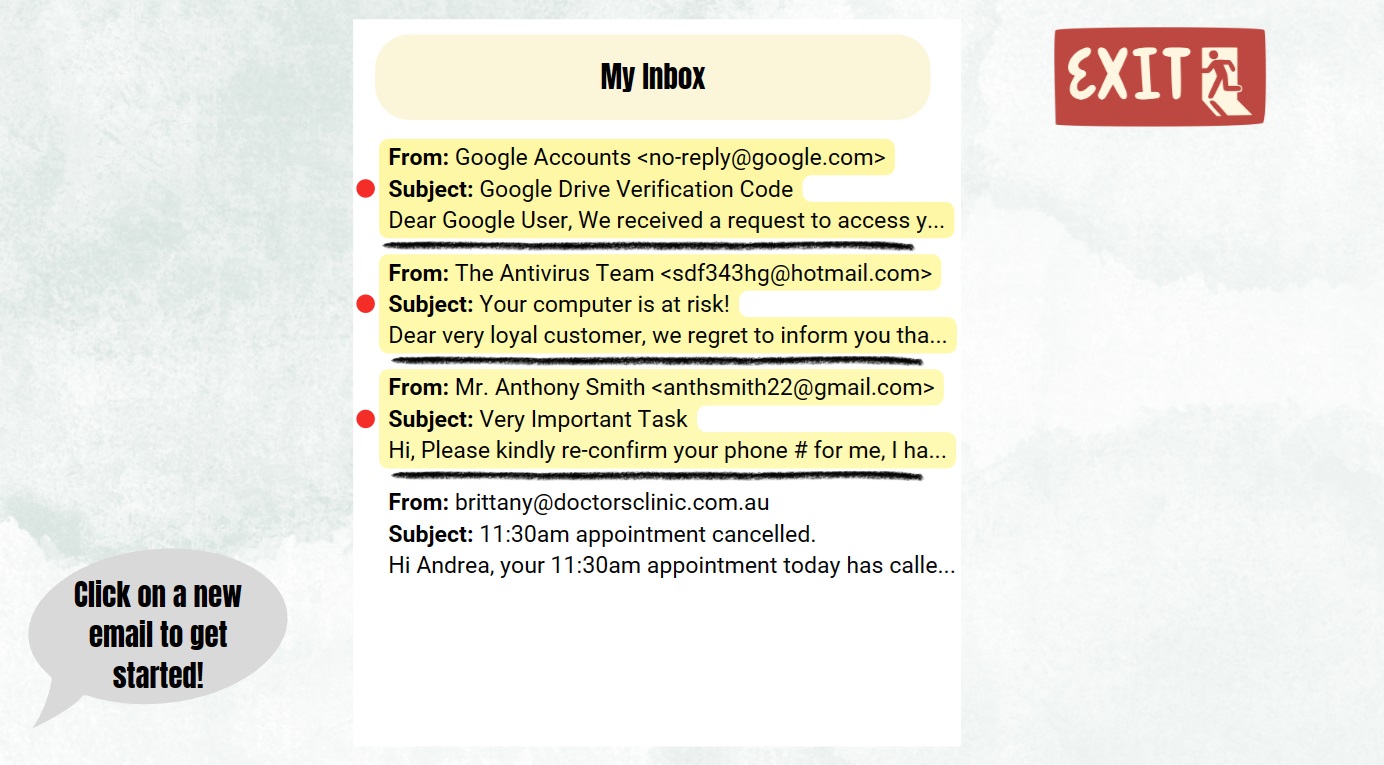 My Inbox
EXIT
From: Google Accounts <no-reply@google.com>
Subject: Google Drive Verification Code
Dear Google User, We received a request to access y...
From: The Antivirus Team <sdf343hg@hotmail.com>
Subject: Your computer is at risk!
Dear very loyal customer, we regret to inform you tha...
From: Mr. Anthony Smith <anthsmith22@gmail.com>
Subject: Very Important Task
Hi, Please kindly re-confirm your phone # for me, I ha...
From: brittany@doctorsclinic.com.au
Subject: 11:30am appointment cancelled.
Hi Andrea, your 11:30am appointment today has calle...
Click on a new
email to get
started!